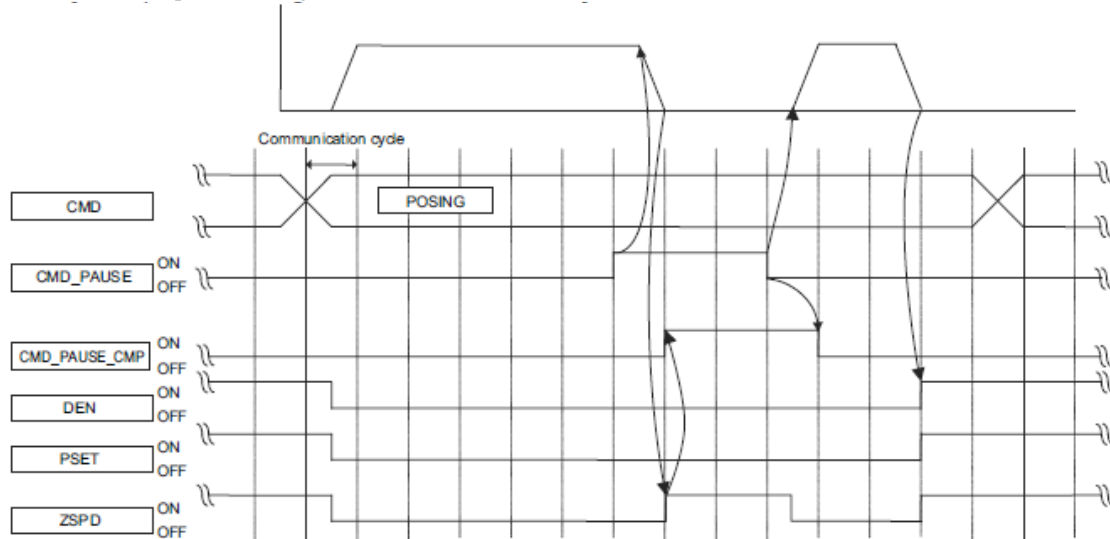 Communication cycle
CMD
POSING
CMD_PAUSE
ON
OFF
CMD_PAUSE_CMP
ON
OFF
DEN
ON
OFF
PSET
ON
OFF
ZSPD
ON
OFF